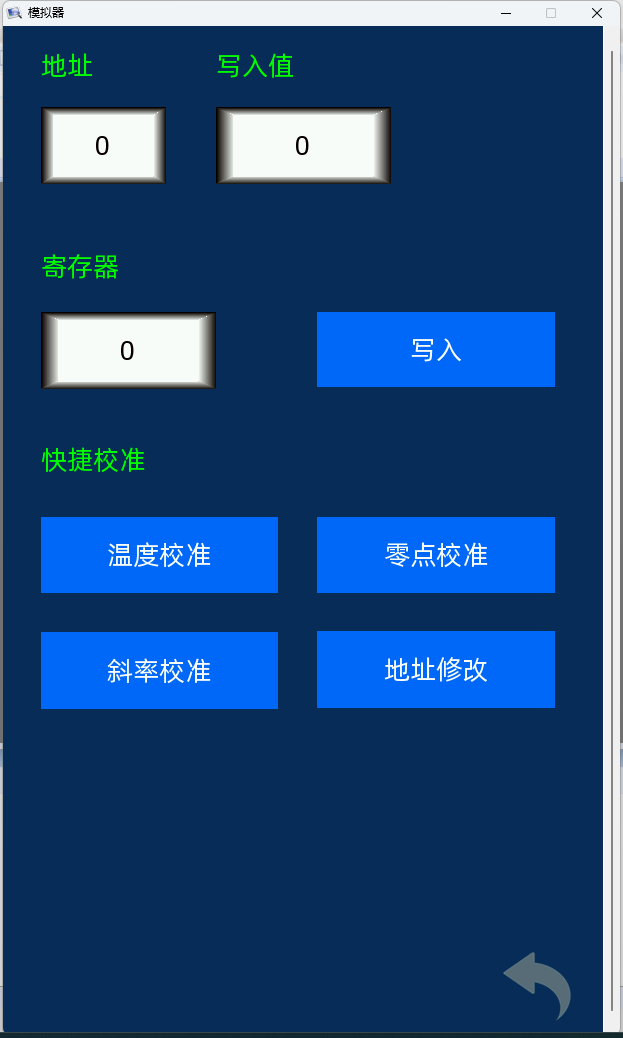 模拟器
地址 写入值
0 0
寄存器
0 写入
快捷校准
温度校准 零点校准
斜率校准 地址修改